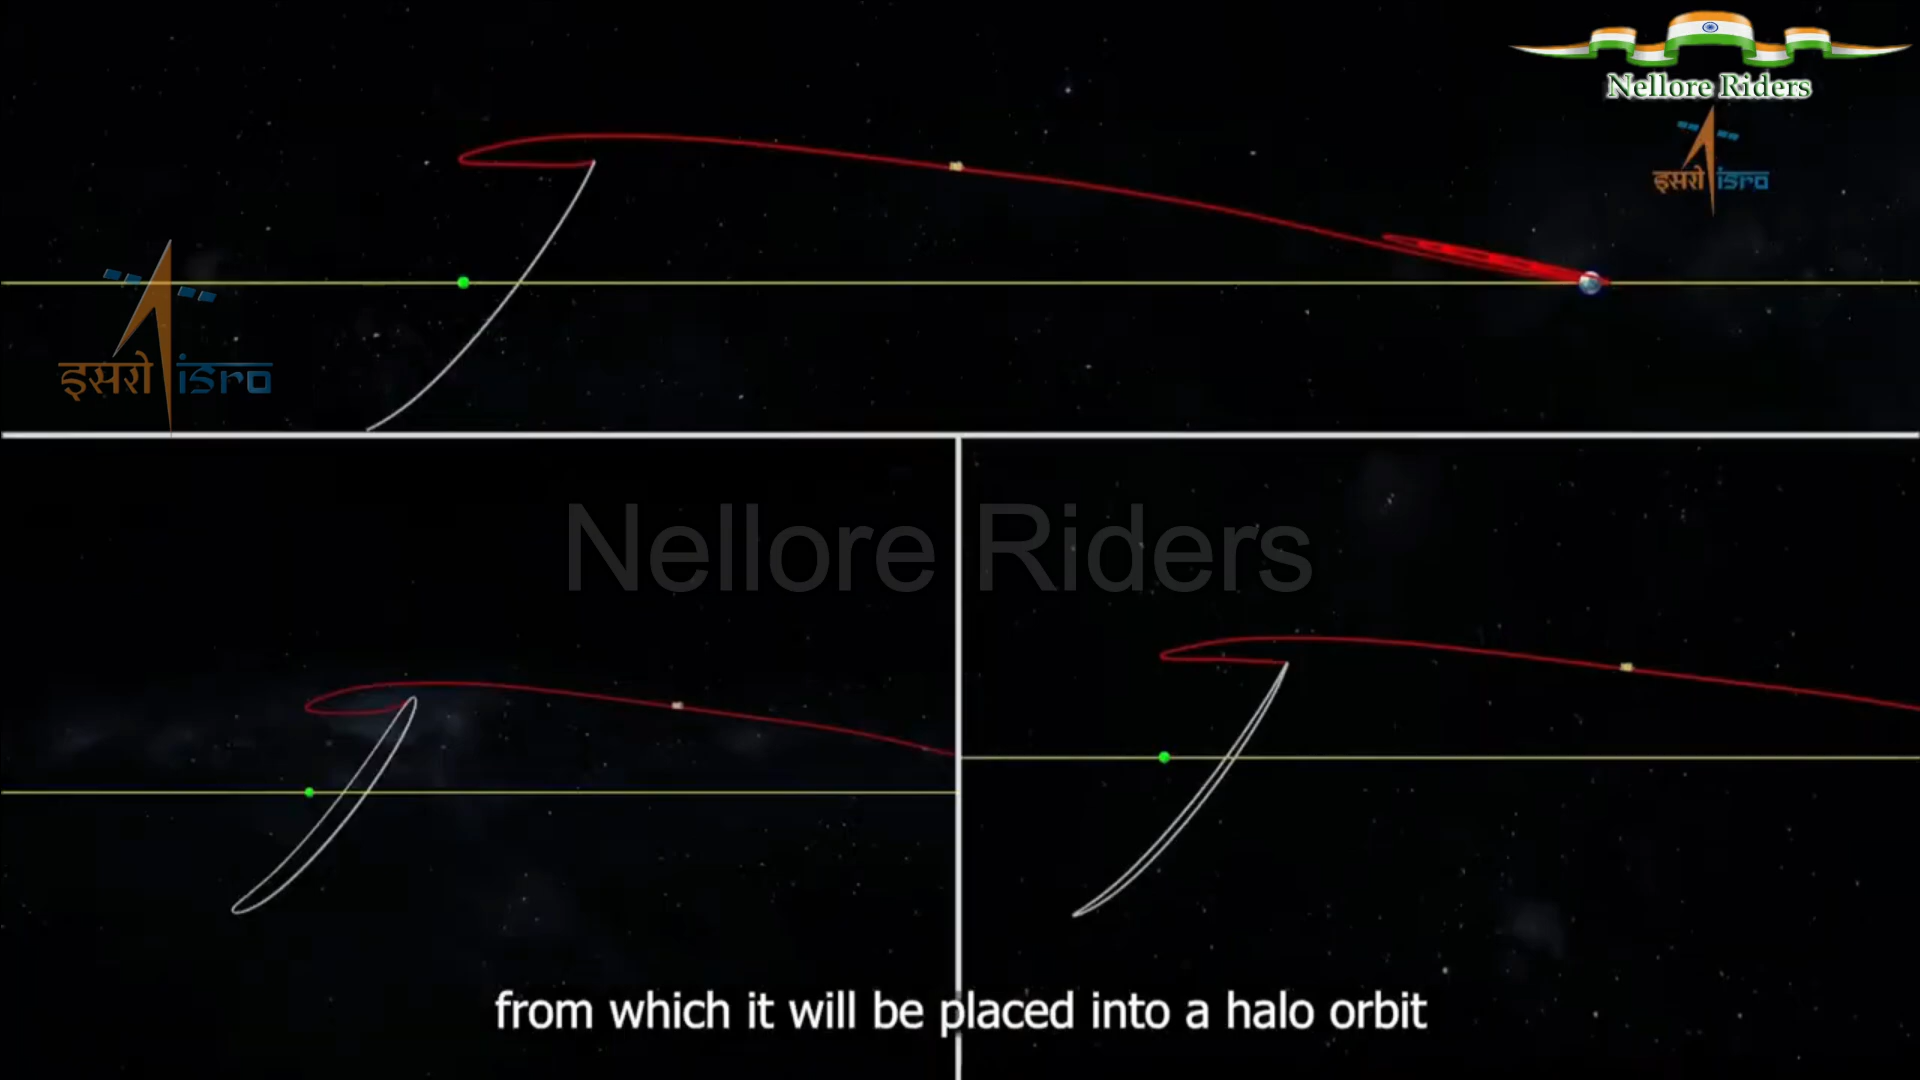 Nellore Riders
इसरो isro
इसरो isro
Nellore Riders
from which it will be placed into a halo orbit